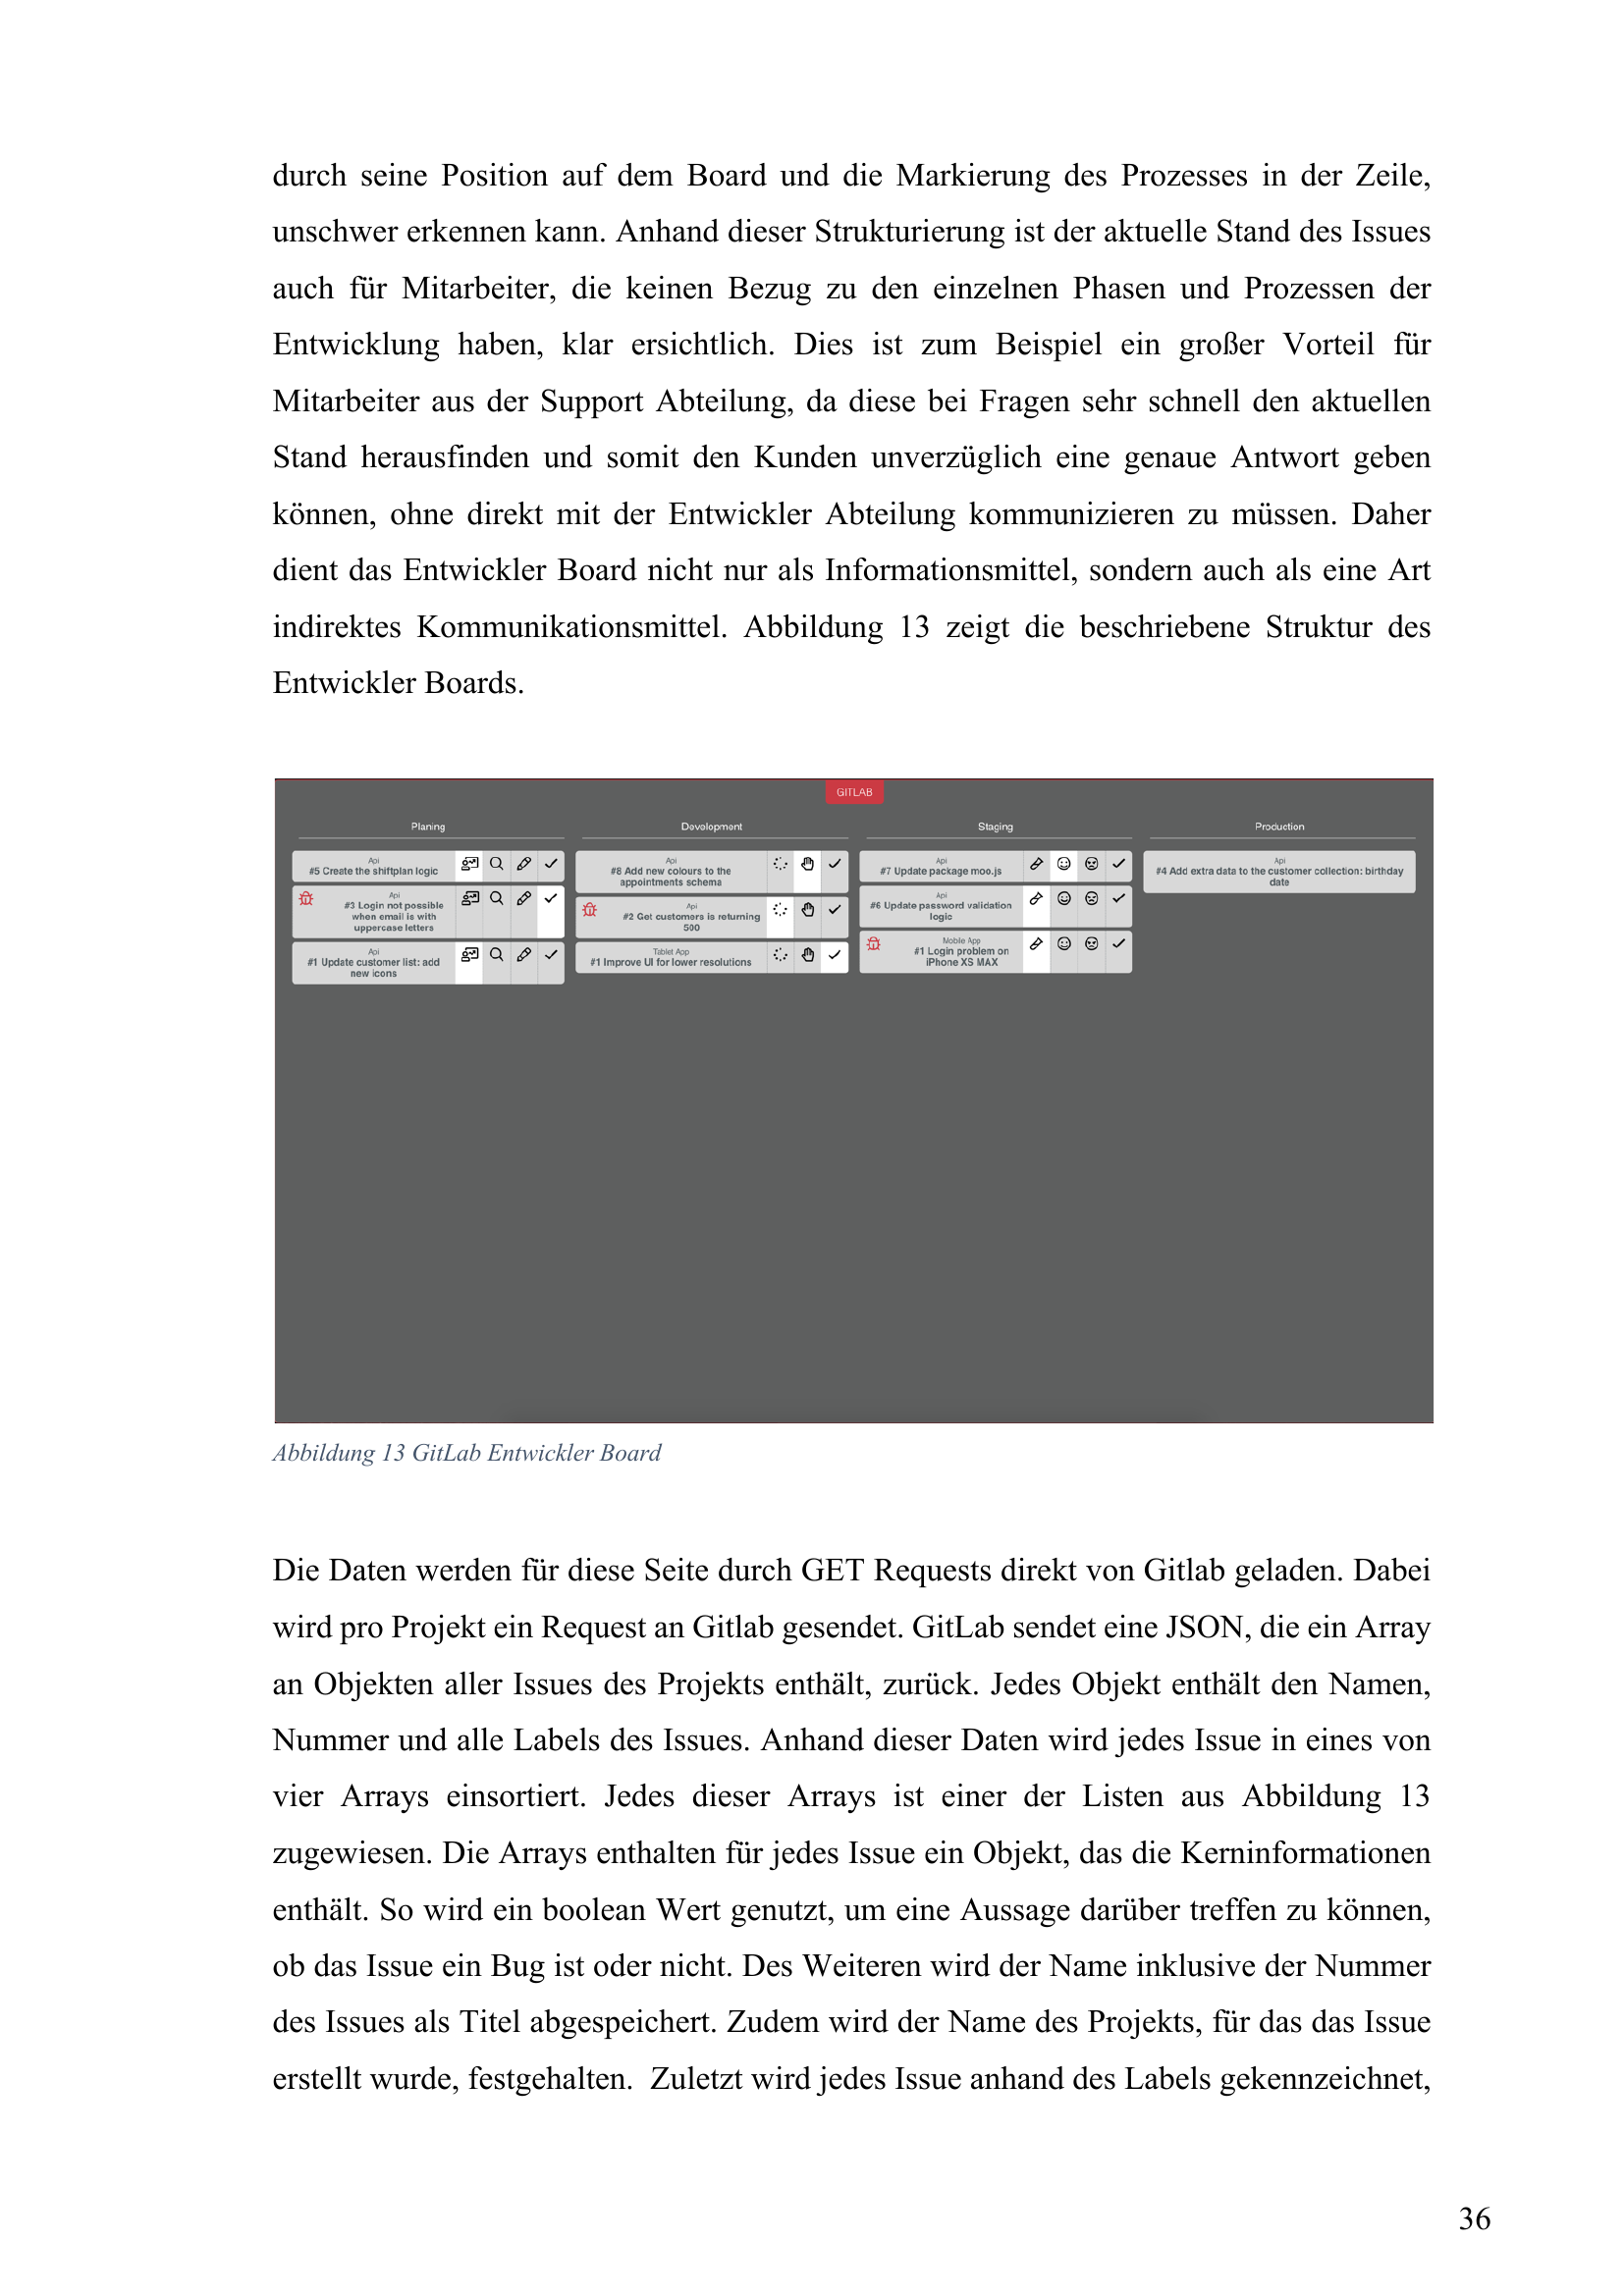 durch seine Position auf dem Board und die Markierung des Prozesses in der Zeile,
unschwer erkennen kann. Anhand dieser Strukturierung ist der aktuelle Stand des Issues
auch für Mitarbeiter, die keinen Bezug zu den einzelnen Phasen und Prozessen der
Entwicklung haben, klar ersichtlich. Dies ist zum Beispiel ein großer Vorteil für
Mitarbeiter aus der Support Abteilung, da diese bei Fragen sehr schnell den aktuellen
Stand herausfinden und somit den Kunden unverzüglich eine genaue Antwort geben
können, ohne direkt mit der Entwickler Abteilung kommunizieren zu müssen. Daher
dient das Entwickler Board nicht nur als Informationsmittel, sondern auch als eine Art
indirektes Kommunikationsmittel. Abbildung 13 zeigt die beschriebene Struktur des
Entwickler Boards.
GITLAB
Planing
Api
#5 Create the shiftplan logic
Api
#3 Login not possible
when email is with
uppercase letters
Api
#1 Update customer list: add
new icons
Development
Api
#8 Add new colours to the
appointments schema
Api
#2 Get customers is returning
500
Tablet App
#1 Improve UI for lower resolutions
Staging
Api
#7 Update package moo.js
Api
#6 Update password validation
logic
Mobile App
#1 Login problem on
iPhone XS MAX
Production
Api
#4 Add extra data to the customer collection: birthday
date
Abbildung 13 GitLab Entwickler Board
Die Daten werden für diese Seite durch GET Requests direkt von Gitlab geladen. Dabei
wird pro Projekt ein Request an Gitlab gesendet. GitLab sendet eine JSON, die ein Array
an Objekten aller Issues des Projekts enthält, zurück. Jedes Objekt enthält den Namen,
Nummer und alle Labels des Issues. Anhand dieser Daten wird jedes Issue in eines von
vier Arrays einsortiert. Jedes dieser Arrays ist einer der Listen aus Abbildung 13
zugewiesen. Die Arrays enthalten für jedes Issue ein Objekt, das die Kerninformationen
enthält. So wird ein boolean Wert genutzt, um eine Aussage darüber treffen zu können,
ob das Issue ein Bug ist oder nicht. Des Weiteren wird der Name inklusive der Nummer
des Issues als Titel abgespeichert. Zudem wird der Name des Projekts, für das das Issue
erstellt wurde, festgehalten.  Zuletzt wird jedes Issue anhand des Labels gekennzeichnet,
36